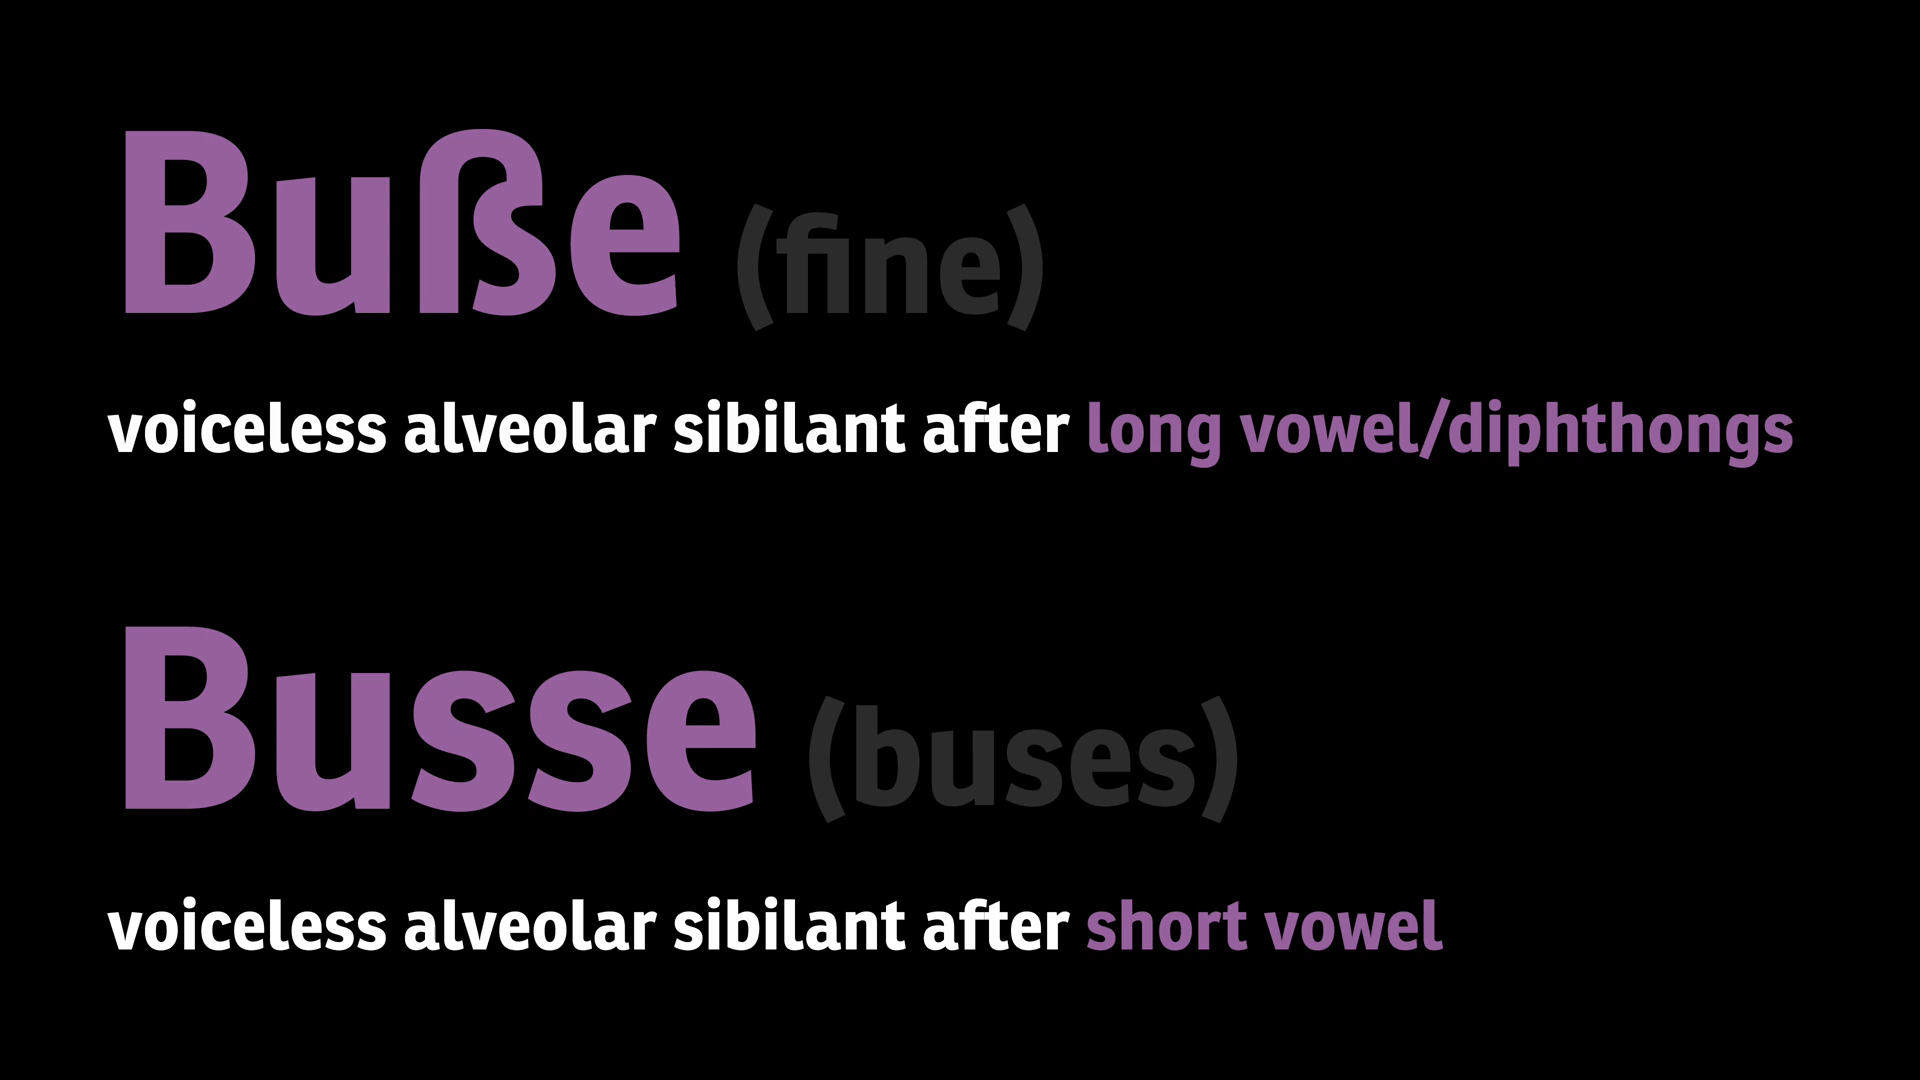 Buße (fine)
voiceless alveolar sibilant after long vowel/diphthongs
Busse (buses)
voiceless alveolar sibilant after short vowel